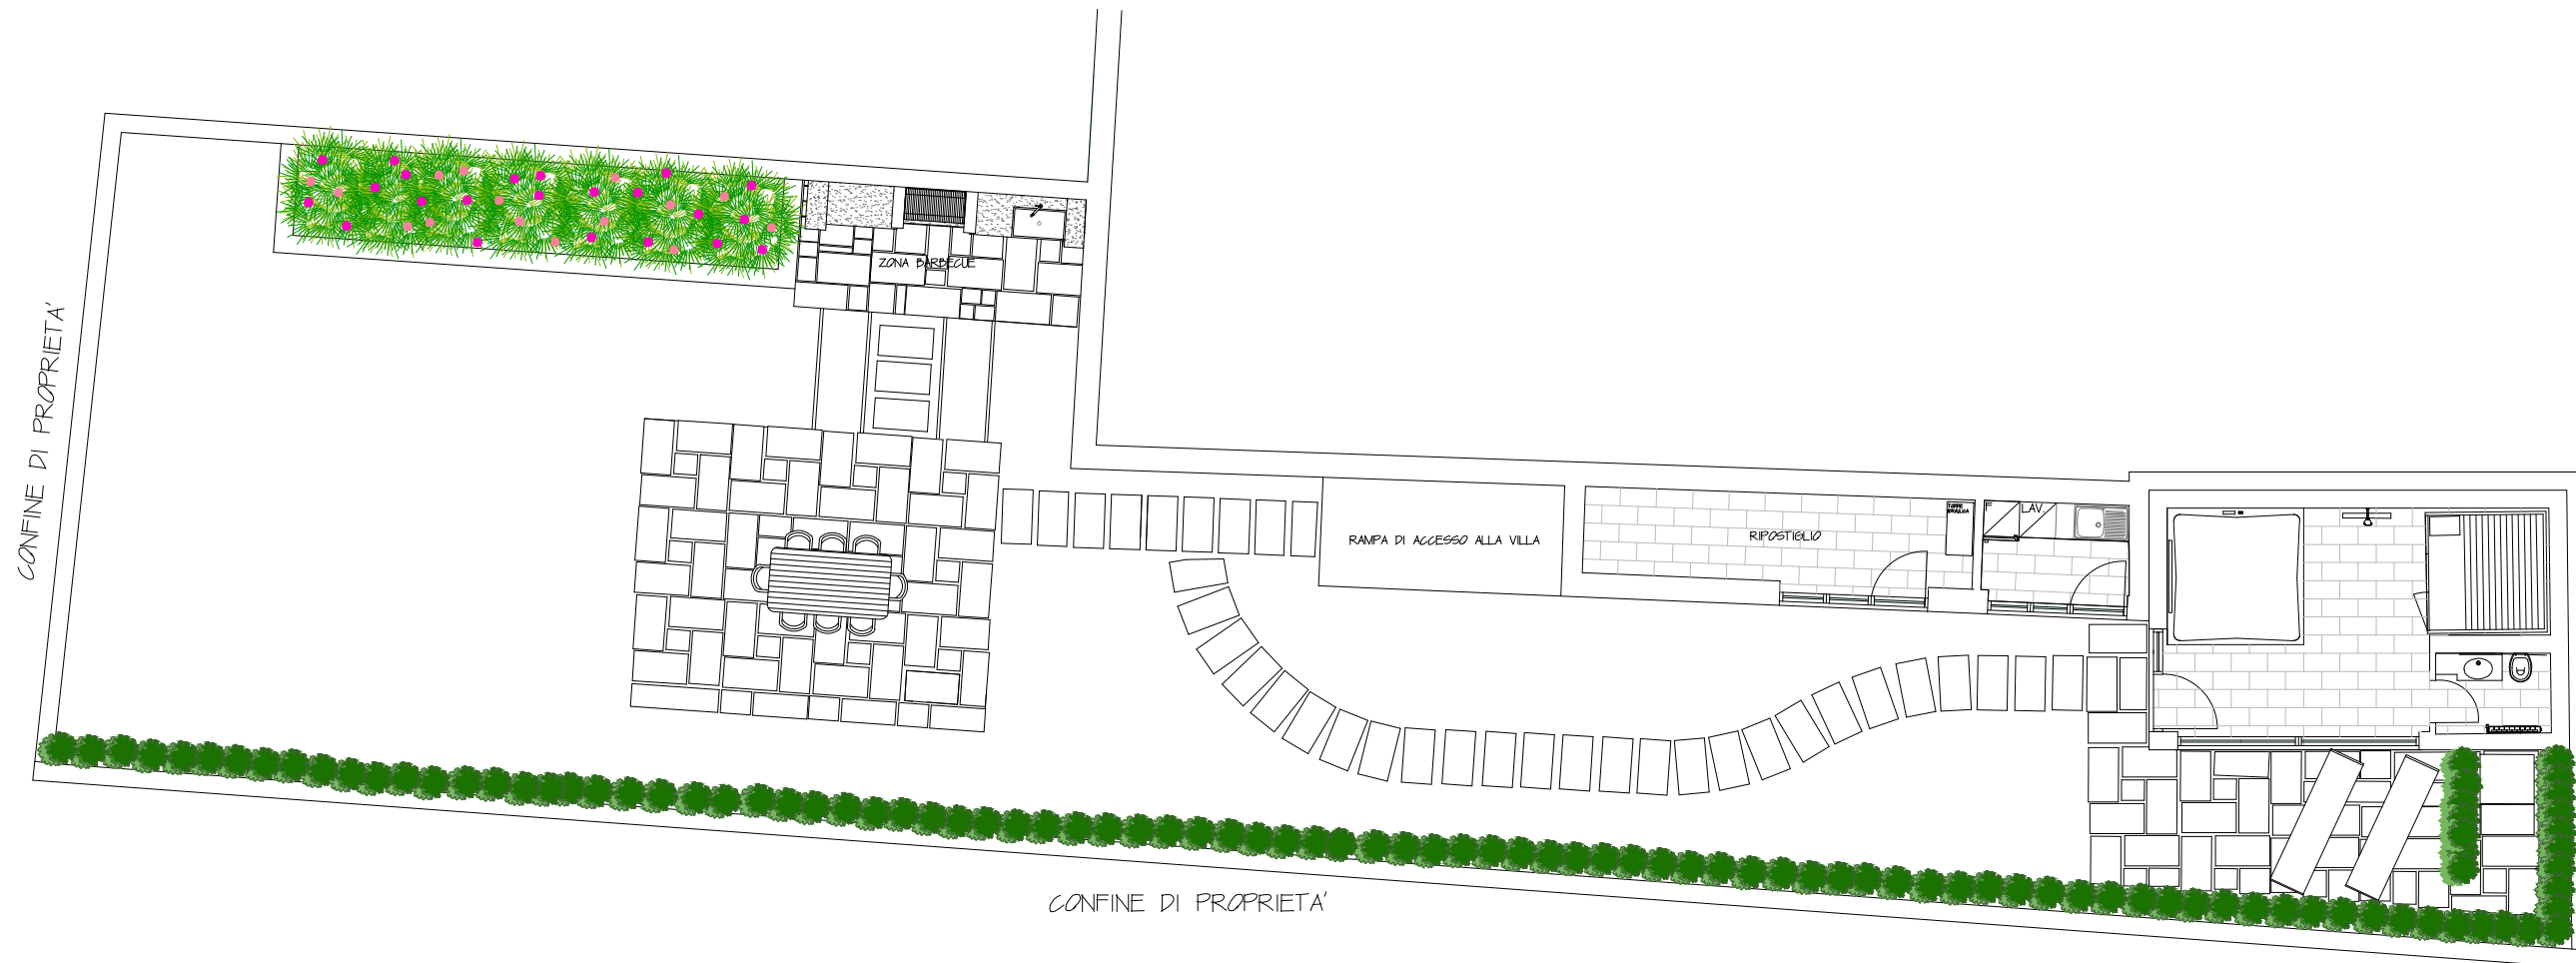 CONFINE DI PROPRIETA'
ZONA BARBECUE
RAMPA DI ACCESSO ALLA VILLA
RIPOSTIGLIO
LAV.
CONFINE DI PROPRIETA'